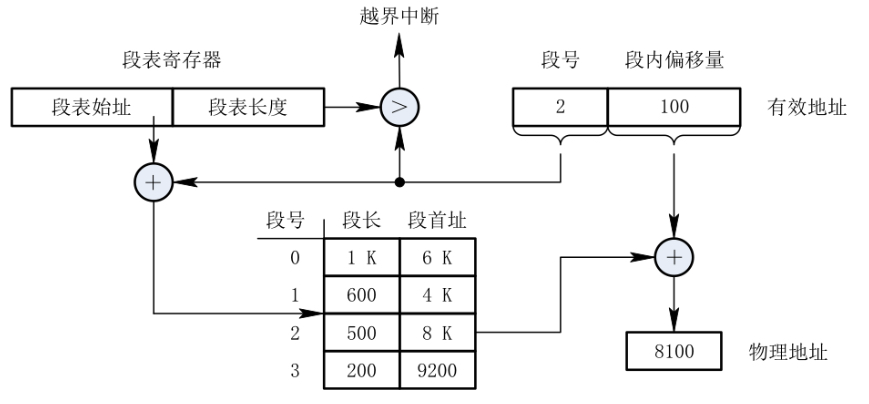 越界中断
段表寄存器
段号 段内偏移量
段表始址 段表长度 > 2 100 有效地址
+
段号 段长 段首址
0 1 K 6 K
+
1 600 4 K
2 500 8 K
8100 物理地址
3 200 9200